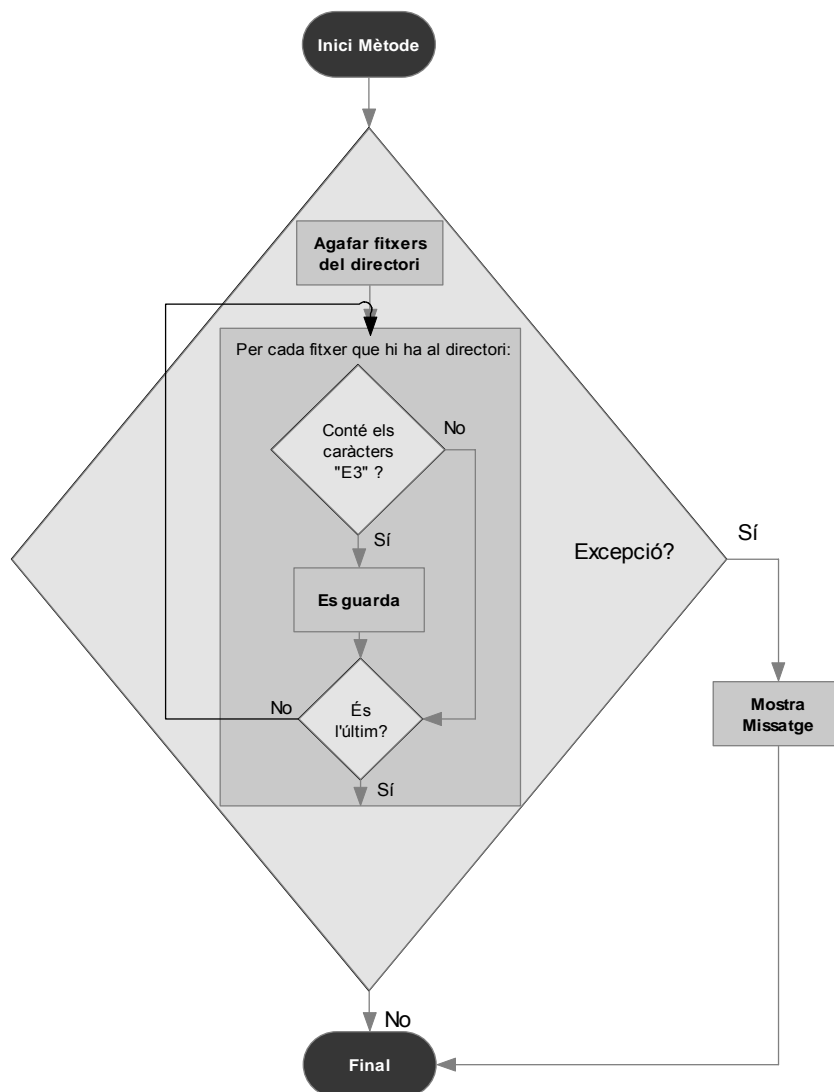 Inici Mètode
Agafar fitxers
del directori
Per cada fitxer que hi ha al directori:
Conté els
caràcters
"E3" ?
No
Sí
Es guarda
És
l'últim?
No
Sí
Excepció?
Sí
Mostra
Missatge
No
Final